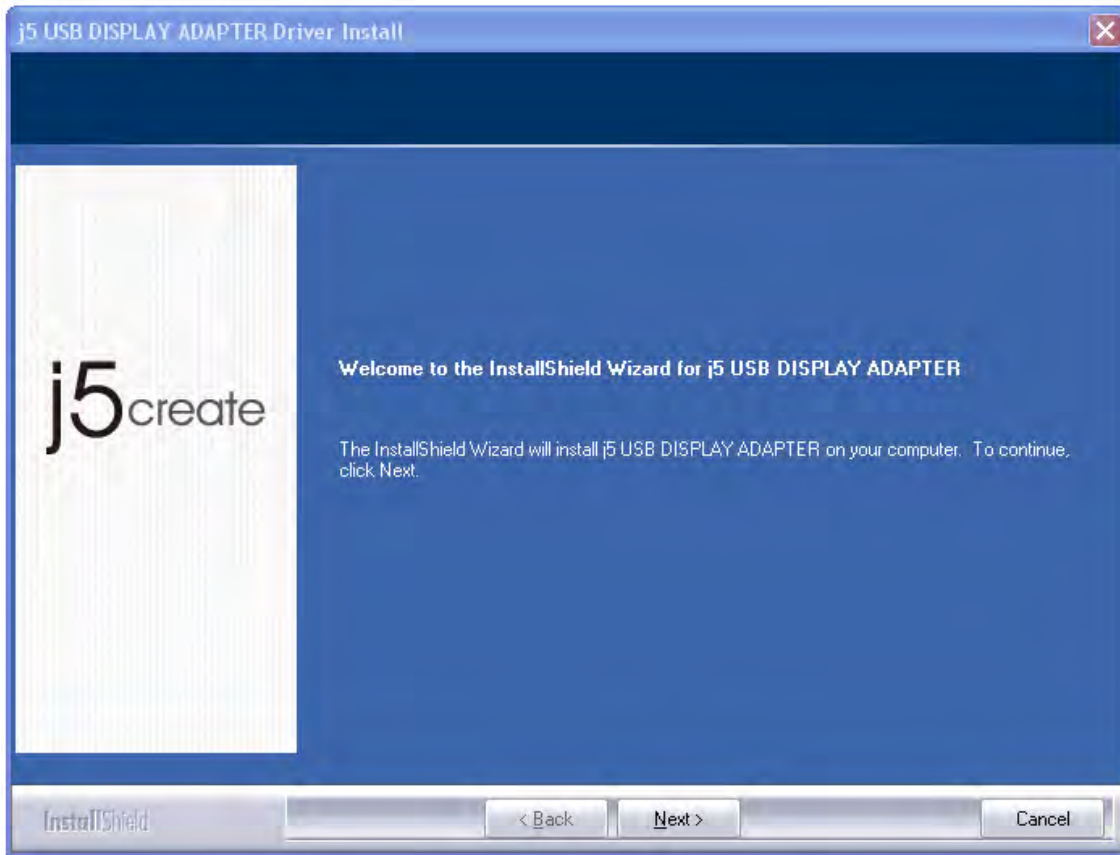 j5 USB DISPLAY ADAPTER Driver Install
j5create
Welcome to the InstallShield Wizard for j5 USB DISPLAY ADAPTER
The InstallShield Wizard will install j5 USB DISPLAY ADAPTER on your computer. To continue,
click Next.
InstallShield
< Back
Next >
Cancel